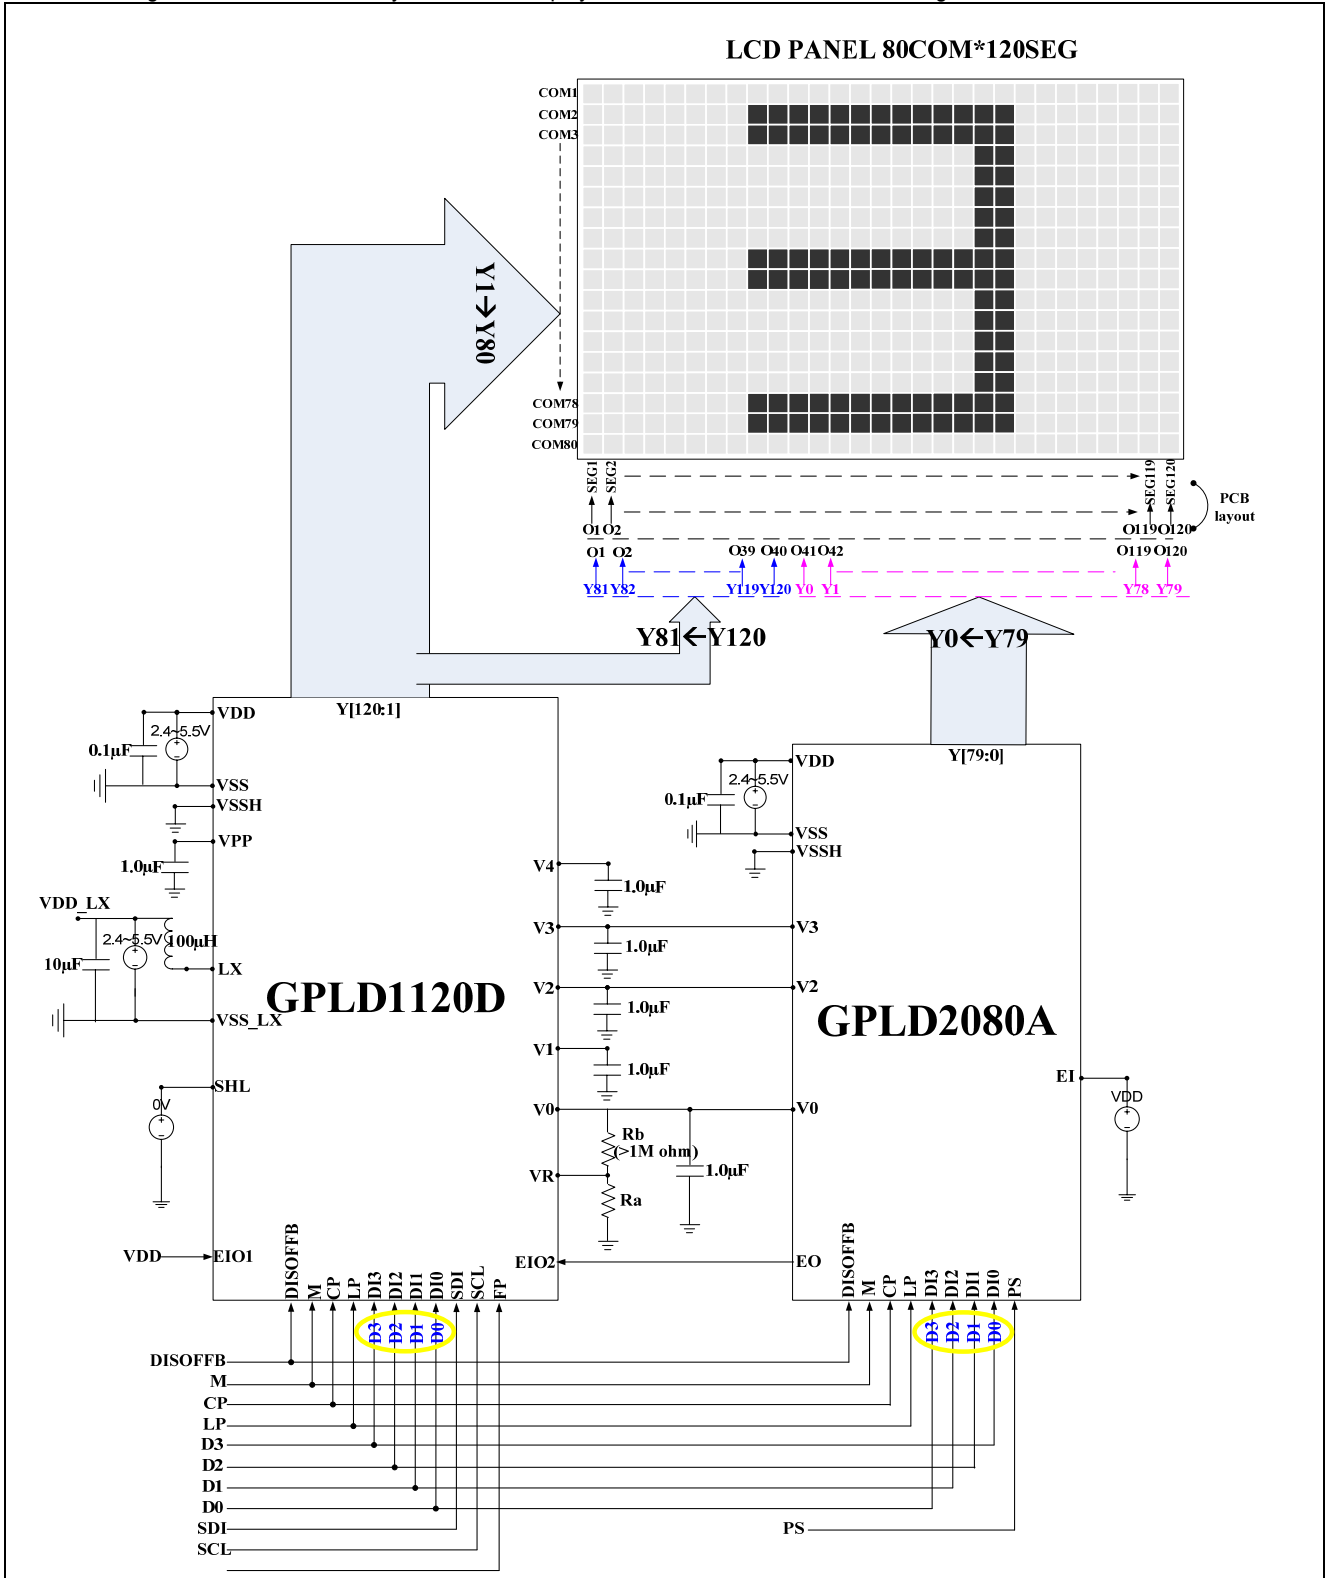 LCD PANEL 80COM*120SEG
COM1
COM2
COM3
COM78
COM79
COM80
Y1→Y80
SEG1 SEG2 SEG119 SEG120
PCB
layout
O1 O2 O119 O120
O1 O2 O39 O40 O41 O42 O119 O120
Y81 Y82 Y119 Y120 Y0 Y1 Y78 Y79
Y81←Y120
Y0←Y79
Y[120:1]
VDD
2.4~5.5V
0.1µF
VSS
VSSH
VPP
1.0µF
VDD_LX
2.4~5.5V
100µH
10µF
LX
VSS_LX
SHL
0V
VDD
EIO1
GPLD1120D
V4
1.0µF
V3
1.0µF
V2
1.0µF
V1
1.0µF
V0
Rb
(>1M ohm)
1.0µF
VR
Ra
EIO2
DISOFFB M CP LP DI3 DI2 DI1 DI0 SDI SCL FP
D3 D2 D1 D0
Y[79:0]
VDD
2.4~5.5V
0.1µF
VSS
VSSH
V3
V2
GPLD2080A
V0
EI
VDD
EO
DISOFFB M CP LP DI3 DI2 DI1 DI0 PS
D3 D2 D1 D0
DISOFFB
M
CP
LP
D3
D2
D1
D0
SDI
PS
SCL